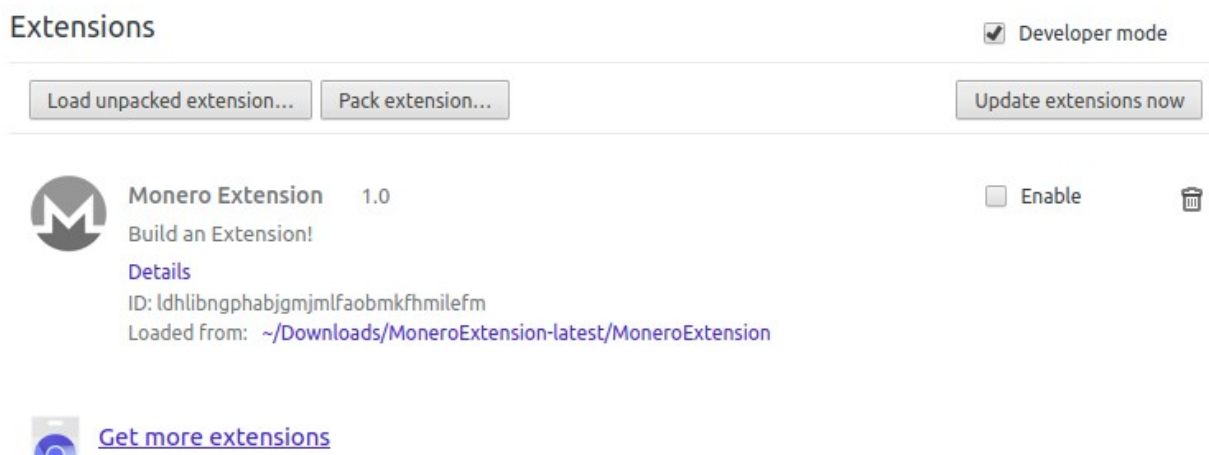 Extensions
Developer mode
Load unpacked extension... Pack extension... Update extensions now
Monero Extension 1.0 Enable
Build an Extension!
Details
ID: ldhlibngphabjgmjmlfaobmkfhmilefm
Loaded from: ~/Downloads/MoneroExtension-latest/MoneroExtension
Get more extensions